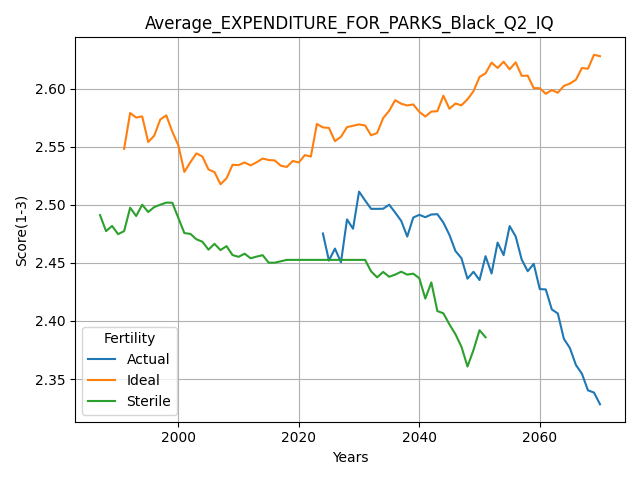 Average_EXPENDITURE_FOR_PARKS_Black_Q2_IQ
Score(1-3)
2.60
2.55
2.50
2.45
2.40
2.35
Fertility
Actual
Ideal
Sterile
2000 2020 2040 2060
Years